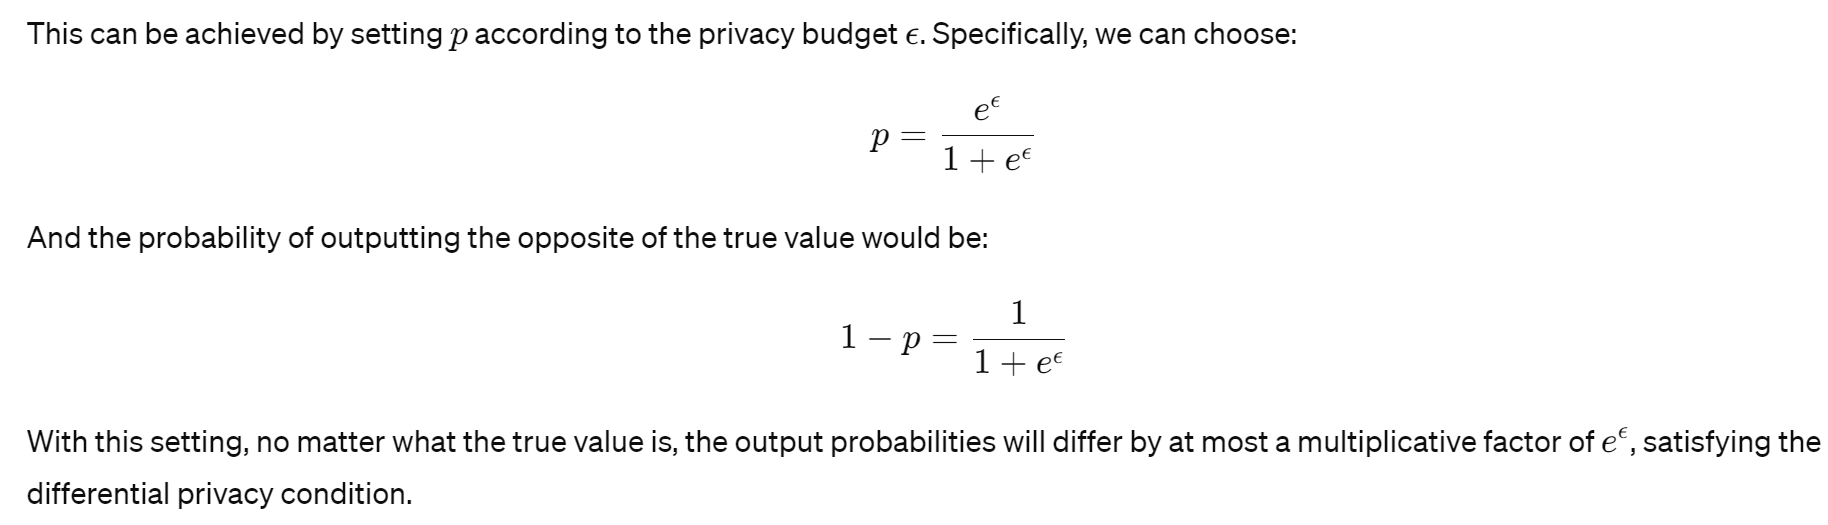 This can be achieved by setting p according to the privacy budget ϵ. Specifically, we can choose:
p = e^ϵ / (1 + e^ϵ)
And the probability of outputting the opposite of the true value would be:
1 − p = 1 / (1 + e^ϵ)
With this setting, no matter what the true value is, the output probabilities will differ by at most a multiplicative factor of e^ϵ, satisfying the
differential privacy condition.